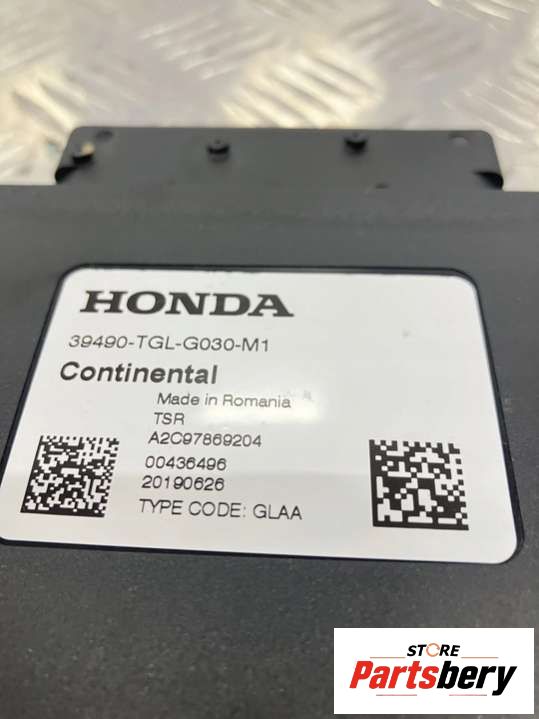 HONDA
39490-TGL-G030-M1
Continental
Made in Romania
TSR
A2C97869204
00436496
20190626
TYPE CODE: GLAA
STORE
Partsbery